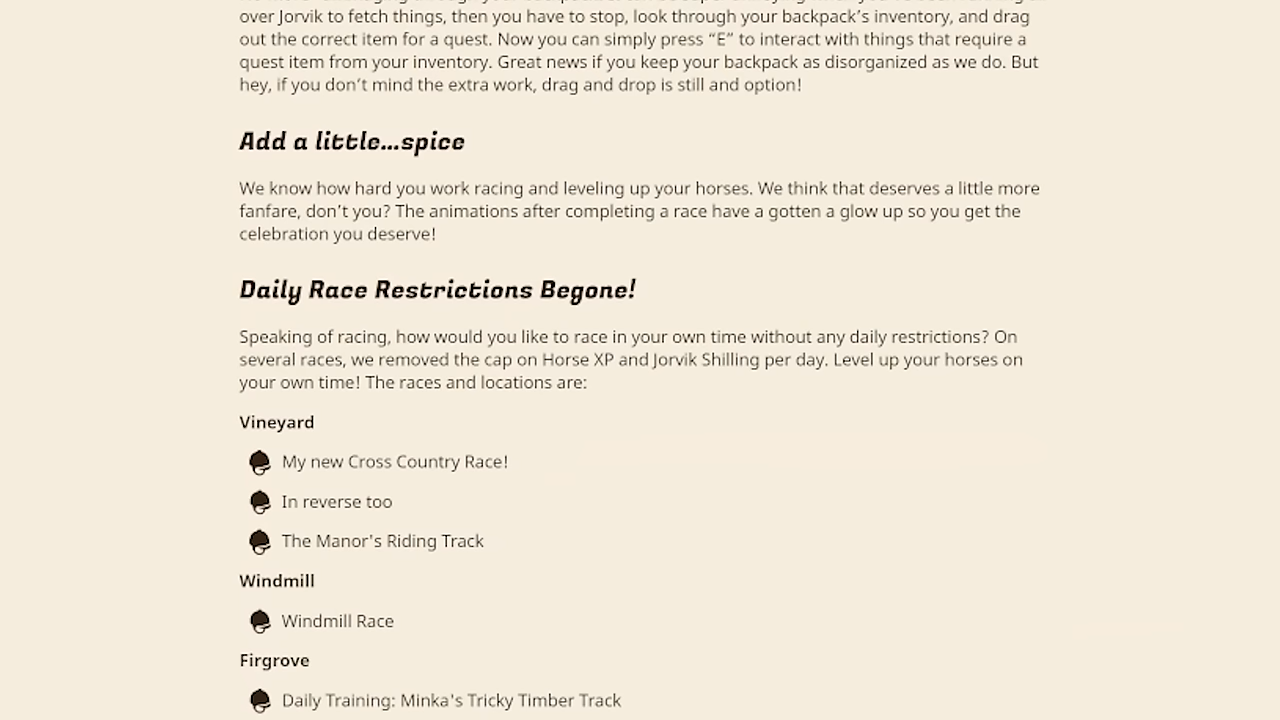 over Jorvik to fetch things, then you have to stop, look through your backpack’s inventory, and drag
out the correct item for a quest. Now you can simply press “E” to interact with things that require a
quest item from your inventory. Great news if you keep your backpack as disorganized as we do. But
hey, if you don’t mind the extra work, drag and drop is still and option!
Add a little...spice
We know how hard you work racing and leveling up your horses. We think that deserves a little more
fanfare, don’t you? The animations after completing a race have a gotten a glow up so you get the
celebration you deserve!
Daily Race Restrictions Begone!
Speaking of racing, how would you like to race in your own time without any daily restrictions? On
several races, we removed the cap on Horse XP and Jorvik Shilling per day. Level up your horses on
your own time! The races and locations are:
Vineyard
My new Cross Country Race!
In reverse too
The Manor's Riding Track
Windmill
Windmill Race
Firgrove
Daily Training: Minka's Tricky Timber Track